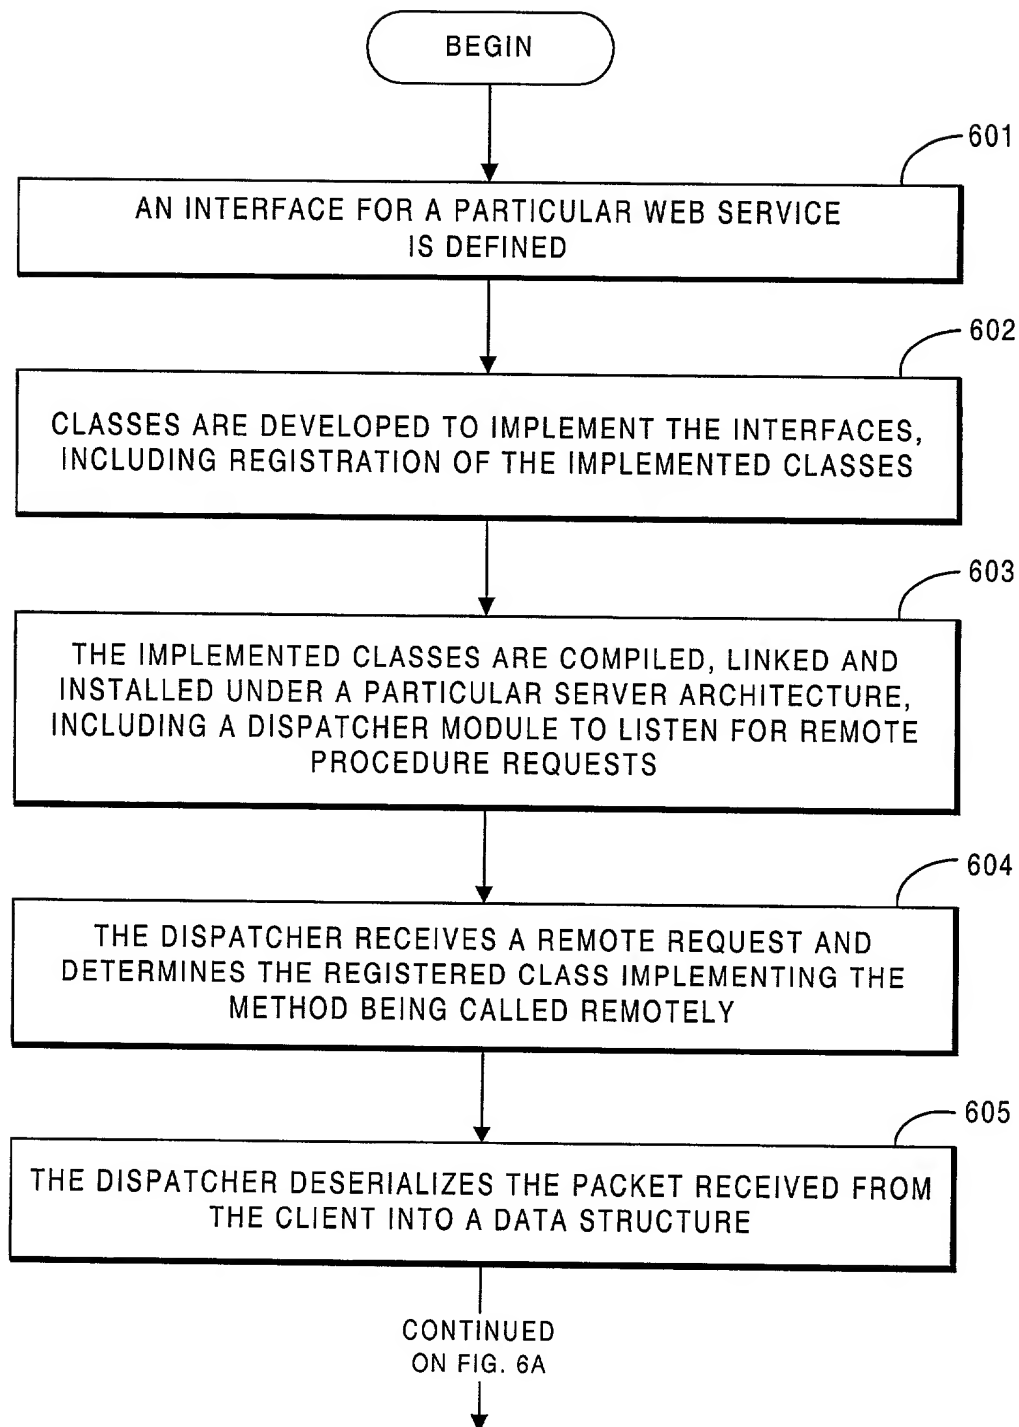 BEGIN
601
AN INTERFACE FOR A PARTICULAR WEB SERVICE
IS DEFINED
602
CLASSES ARE DEVELOPED TO IMPLEMENT THE INTERFACES,
INCLUDING REGISTRATION OF THE IMPLEMENTED CLASSES
603
THE IMPLEMENTED CLASSES ARE COMPILED, LINKED AND
INSTALLED UNDER A PARTICULAR SERVER ARCHITECTURE,
INCLUDING A DISPATCHER MODULE TO LISTEN FOR REMOTE
PROCEDURE REQUESTS
604
THE DISPATCHER RECEIVES A REMOTE REQUEST AND
DETERMINES THE REGISTERED CLASS IMPLEMENTING THE
METHOD BEING CALLED REMOTELY
605
THE DISPATCHER DESERIALIZES THE PACKET RECEIVED FROM
THE CLIENT INTO A DATA STRUCTURE
CONTINUED
ON FIG. 6A